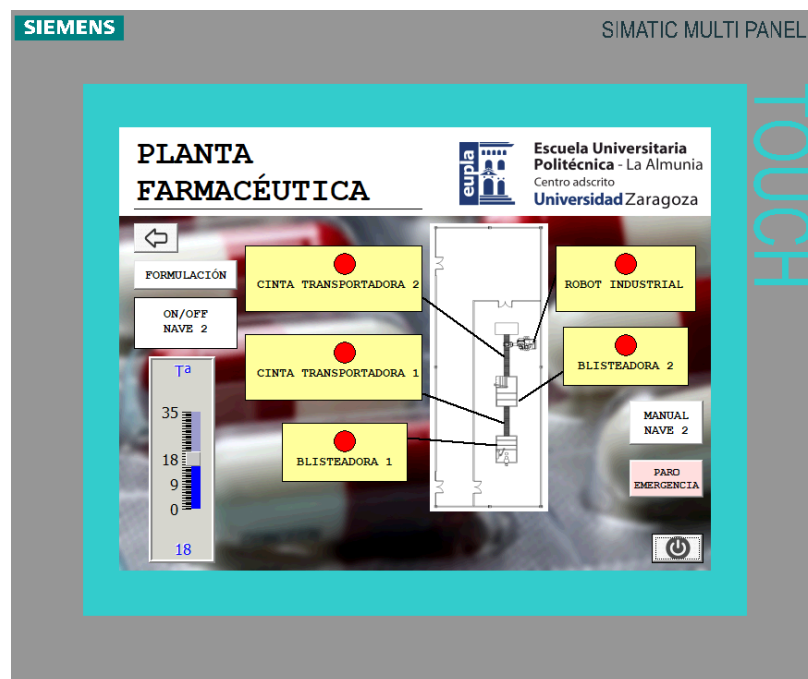 SIEMENS
SIMATIC MULTI PANEL
TOUCH
PLANTA
FARMACÉUTICA
eupla
Escuela Universitaria
Politécnica - La Almunia
Centro adscrito
Universidad Zaragoza
FORMULACIÓN
ON/OFF
NAVE 2
CINTA TRANSPORTADORA 2
ROBOT INDUSTRIAL
CINTA TRANSPORTADORA 1
BLISTEADORA 2
BLISTEADORA 1
Tª
35
18
9
0
18
MANUAL
NAVE 2
PARO
EMERGENCIA